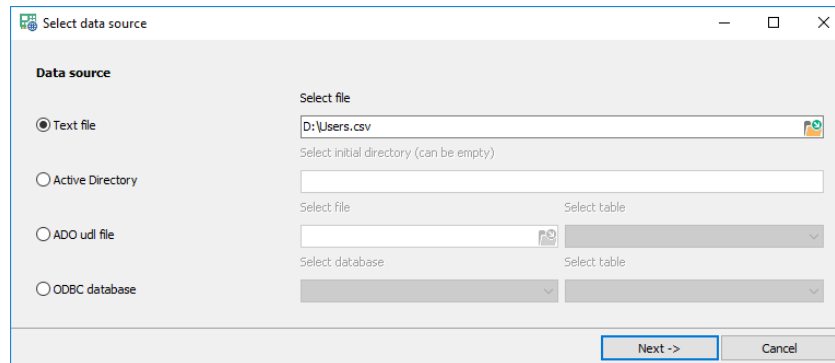 Select data source
Data source
Select file
Text file
D:\Users.csv
Select initial directory (can be empty)
Active Directory
Select file Select table
ADO udl file
Select database Select table
ODBC database
Next -> Cancel